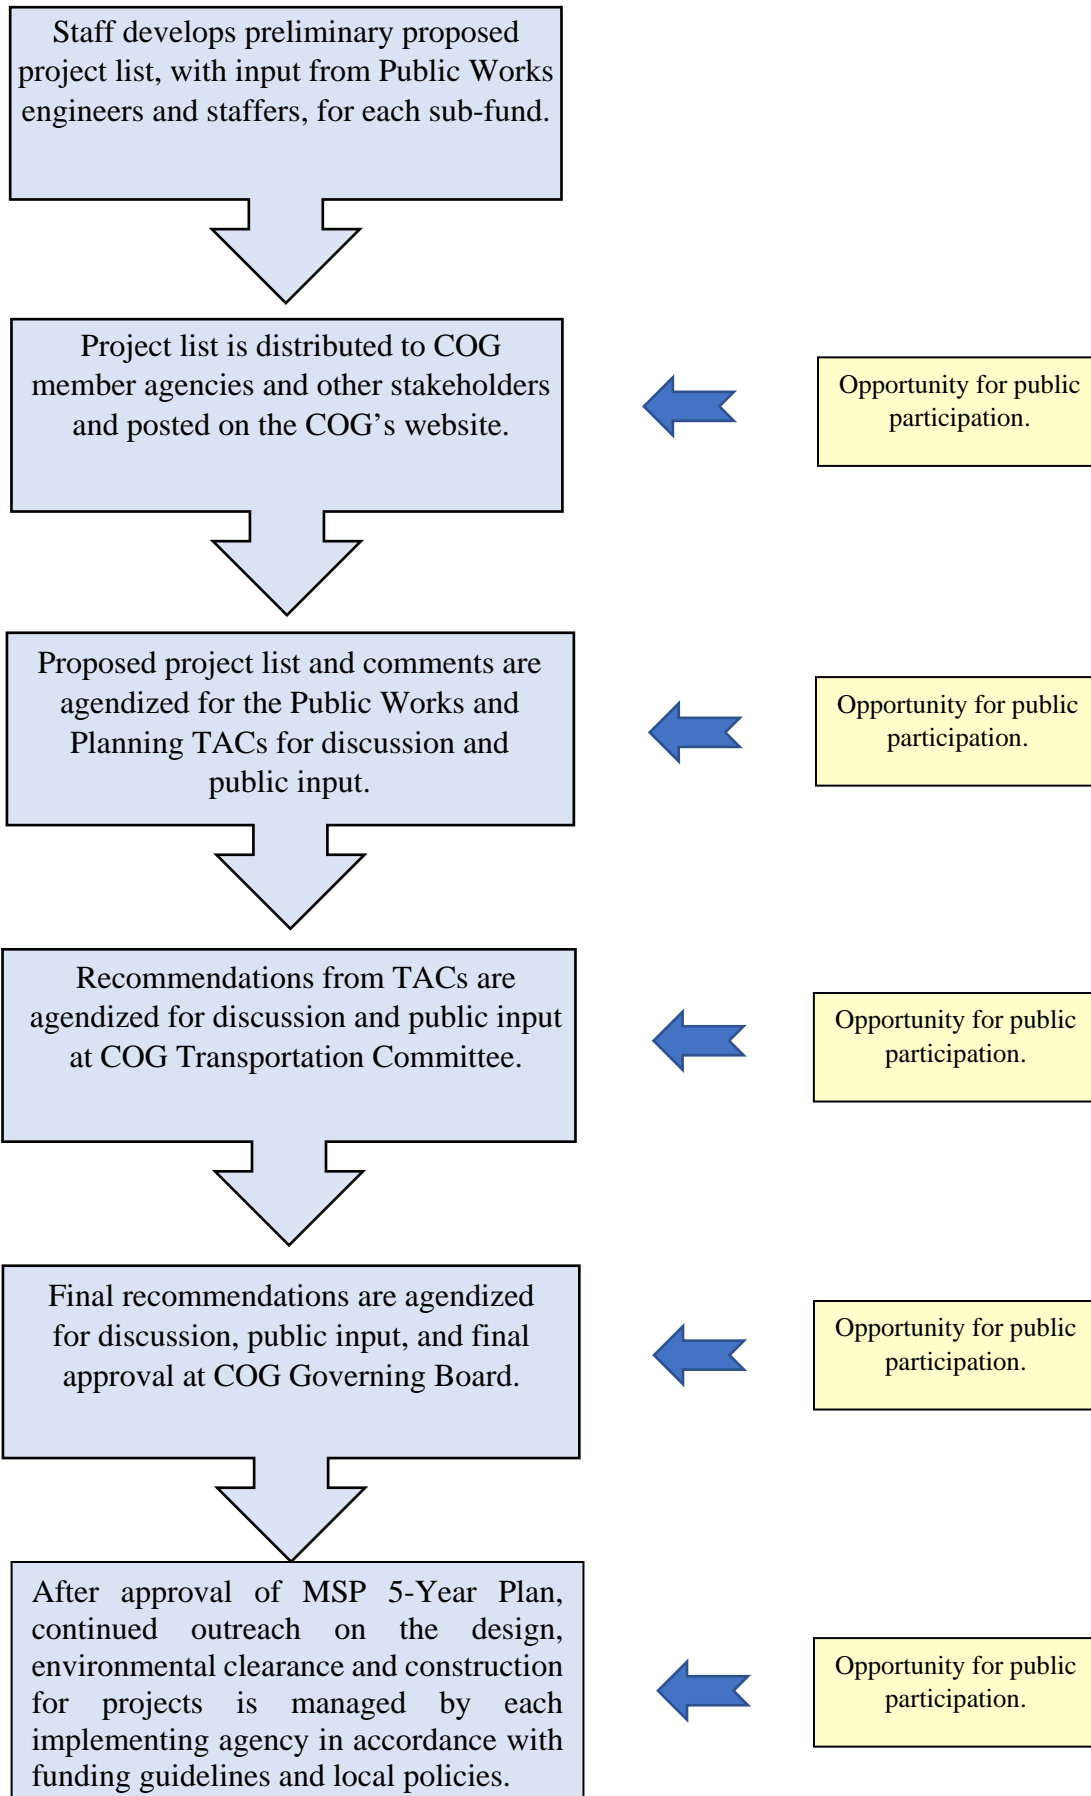 Staff develops preliminary proposed
project list, with input from Public Works
engineers and staffers, for each sub-fund.
Project list is distributed to COG
member agencies and other stakeholders
and posted on the COG’s website.
Opportunity for public
participation.
Proposed project list and comments are
agendized for the Public Works and
Planning TACs for discussion and
public input.
Opportunity for public
participation.
Recommendations from TACs are
agendized for discussion and public input
at COG Transportation Committee.
Opportunity for public
participation.
Final recommendations are agendized
for discussion, public input, and final
approval at COG Governing Board.
Opportunity for public
participation.
After approval of MSP 5-Year Plan,
continued outreach on the design,
environmental clearance and construction
for projects is managed by each
implementing agency in accordance with
funding guidelines and local policies.
Opportunity for public
participation.